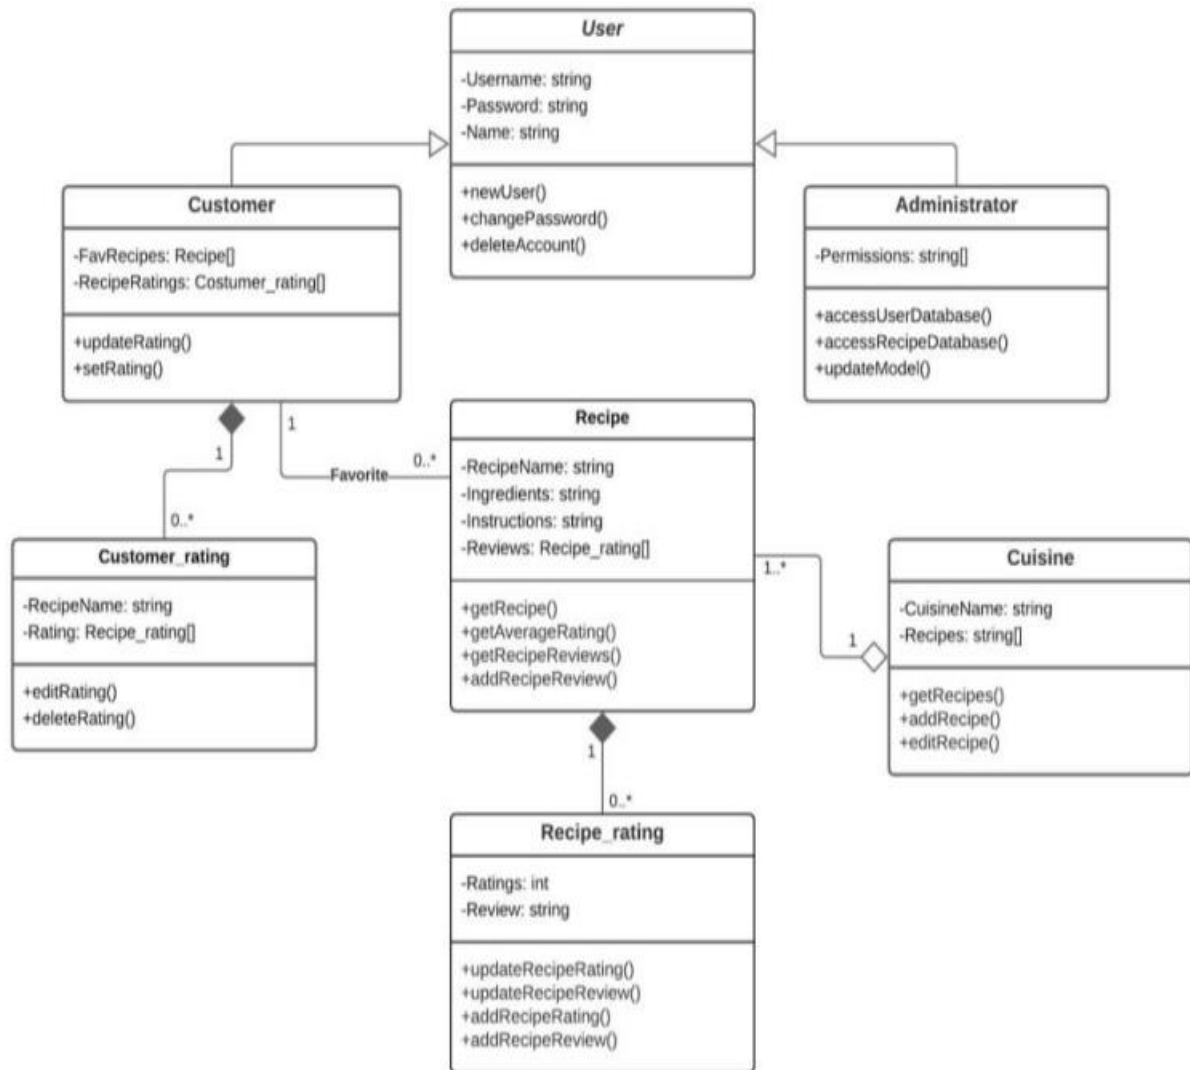 User
-Username: string
-Password: string
-Name: string
+newUser()
+changePassword()
+deleteAccount()
Customer
-FavRecipes: Recipe[]
-RecipeRatings: Costumer_rating[]
+updateRating()
+setRating()
Administrator
-Permissions: string[]
+accessUserDatabase()
+accessRecipeDatabase()
+updateModel()
1
0..*
1
Favorite
0..*
Customer_rating
-RecipeName: string
-Rating: Recipe_rating[]
+editRating()
+deleteRating()
Recipe
-RecipeName: string
-Ingredients: string
-Instructions: string
-Reviews: Recipe_rating[]
+getRecipe()
+getAverageRating()
+getRecipeReviews()
+addRecipeReview()
1..*
1
Cuisine
-CuisineName: string
-Recipes: string[]
+getRecipes()
+addRecipe()
+editRecipe()
1
0..*
Recipe_rating
-Ratings: int
-Review: string
+updateRecipeRating()
+updateRecipeReview()
+addRecipeRating()
+addRecipeReview()